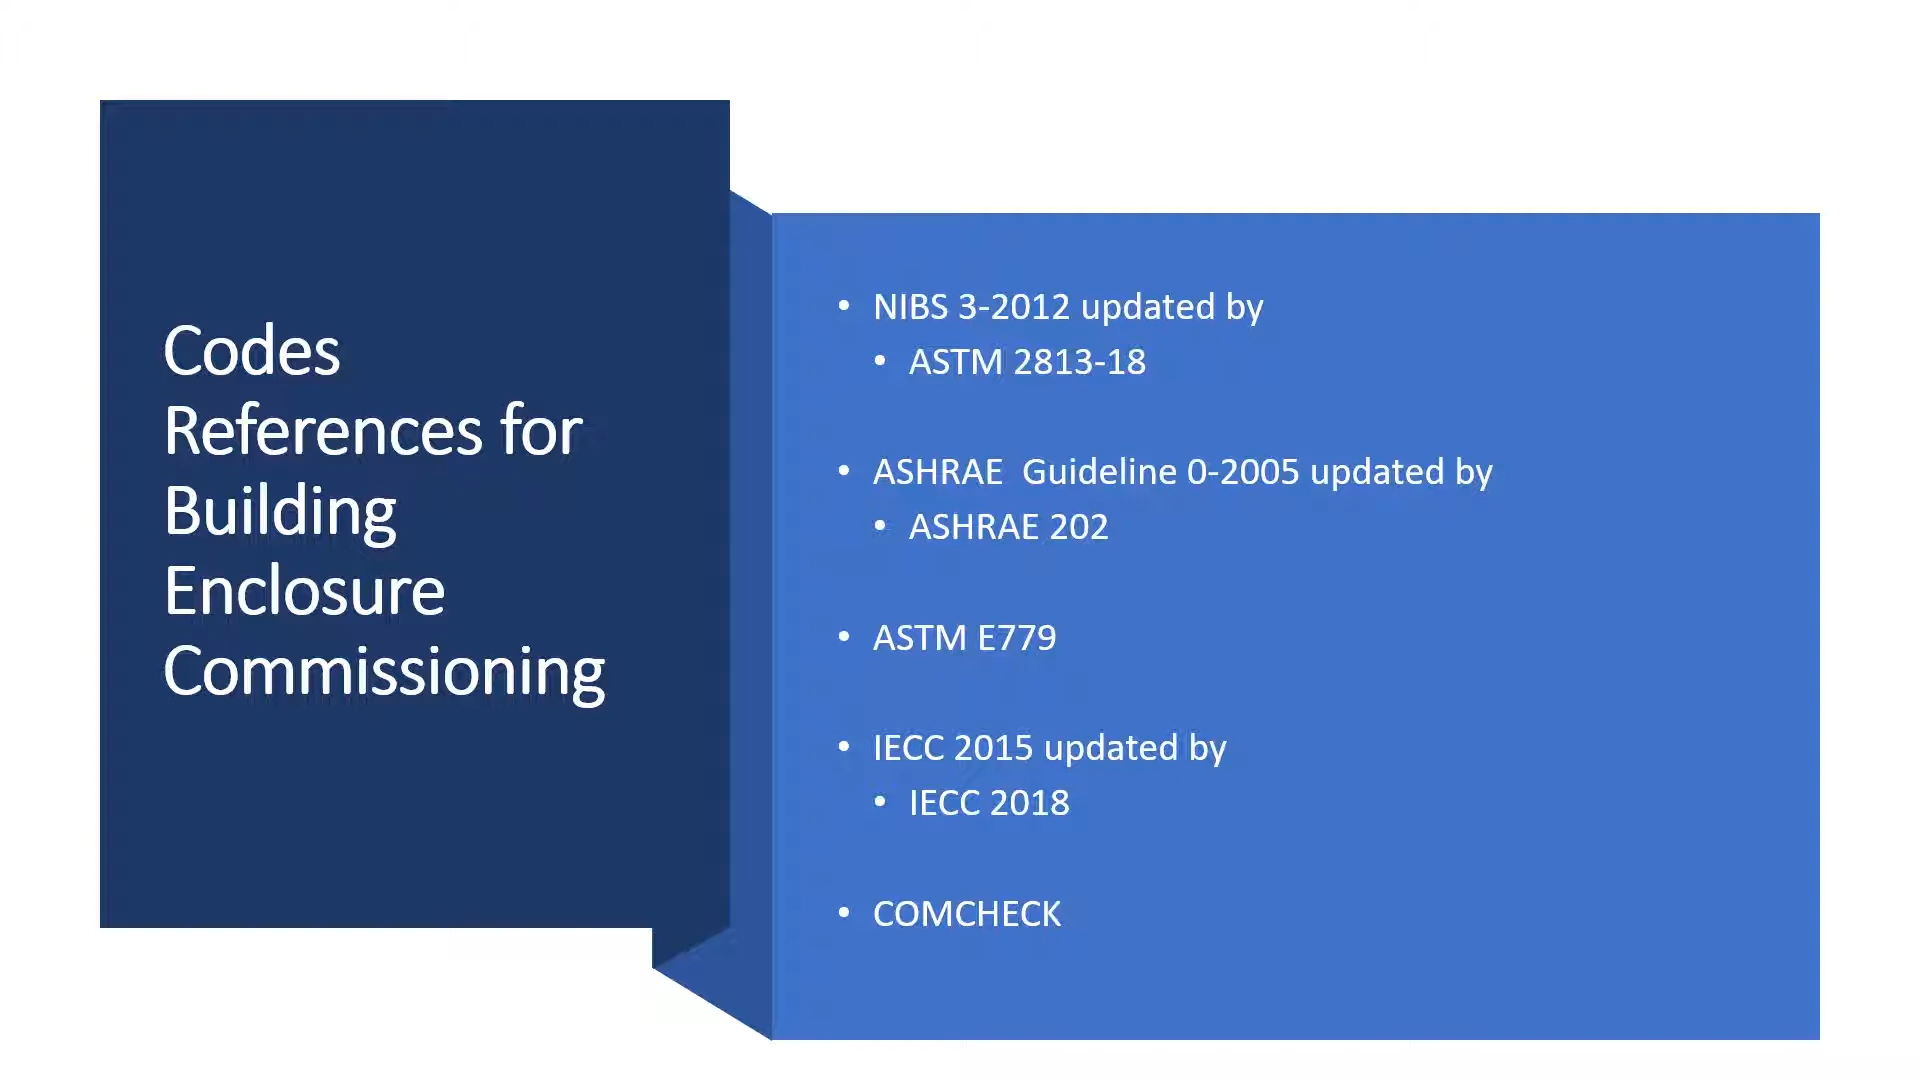 Codes
References for
Building
Enclosure
Commissioning
• NIBS 3-2012 updated by
• ASTM 2813-18
• ASHRAE  Guideline 0-2005 updated by
• ASHRAE 202
• ASTM E779
• IECC 2015 updated by
• IECC 2018
• COMCHECK